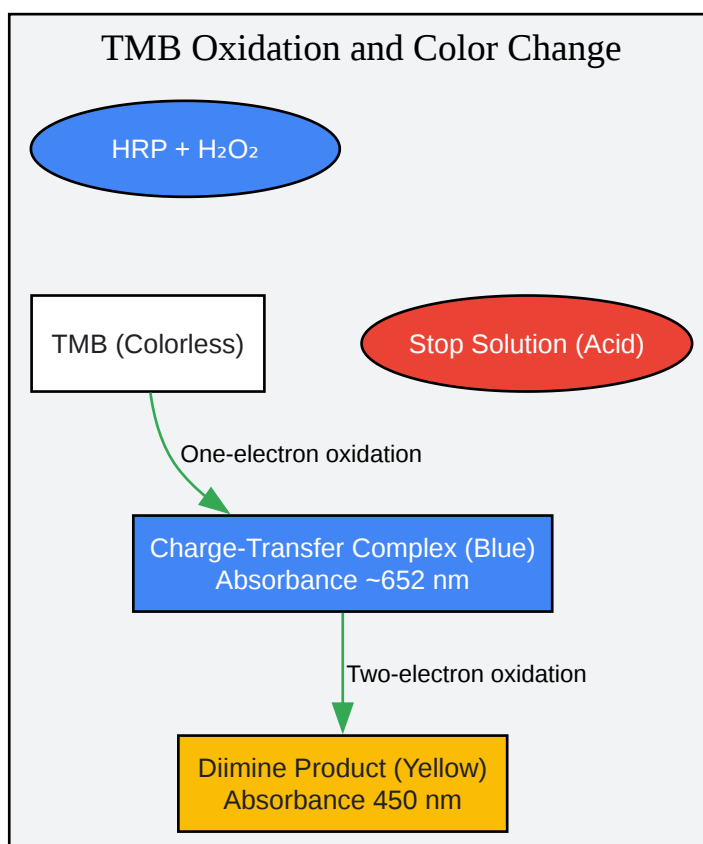 TMB Oxidation and Color Change
HRP + H₂O₂
TMB (Colorless)
Stop Solution (Acid)
One-electron oxidation
Charge-Transfer Complex (Blue)
Absorbance ~652 nm
Two-electron oxidation
Diimine Product (Yellow)
Absorbance 450 nm